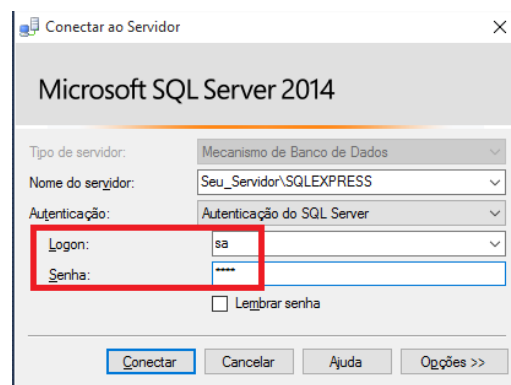 Conectar ao Servidor
Microsoft SQL Server 2014
Tipo de servidor: Mecanismo de Banco de Dados
Nome do servidor: Seu_Servidor\SQLEXPRESS
Autenticação: Autenticação do SQL Server
Logon: sa
Senha: ****
Lembrar senha
Conectar Cancelar Ajuda Opções >>